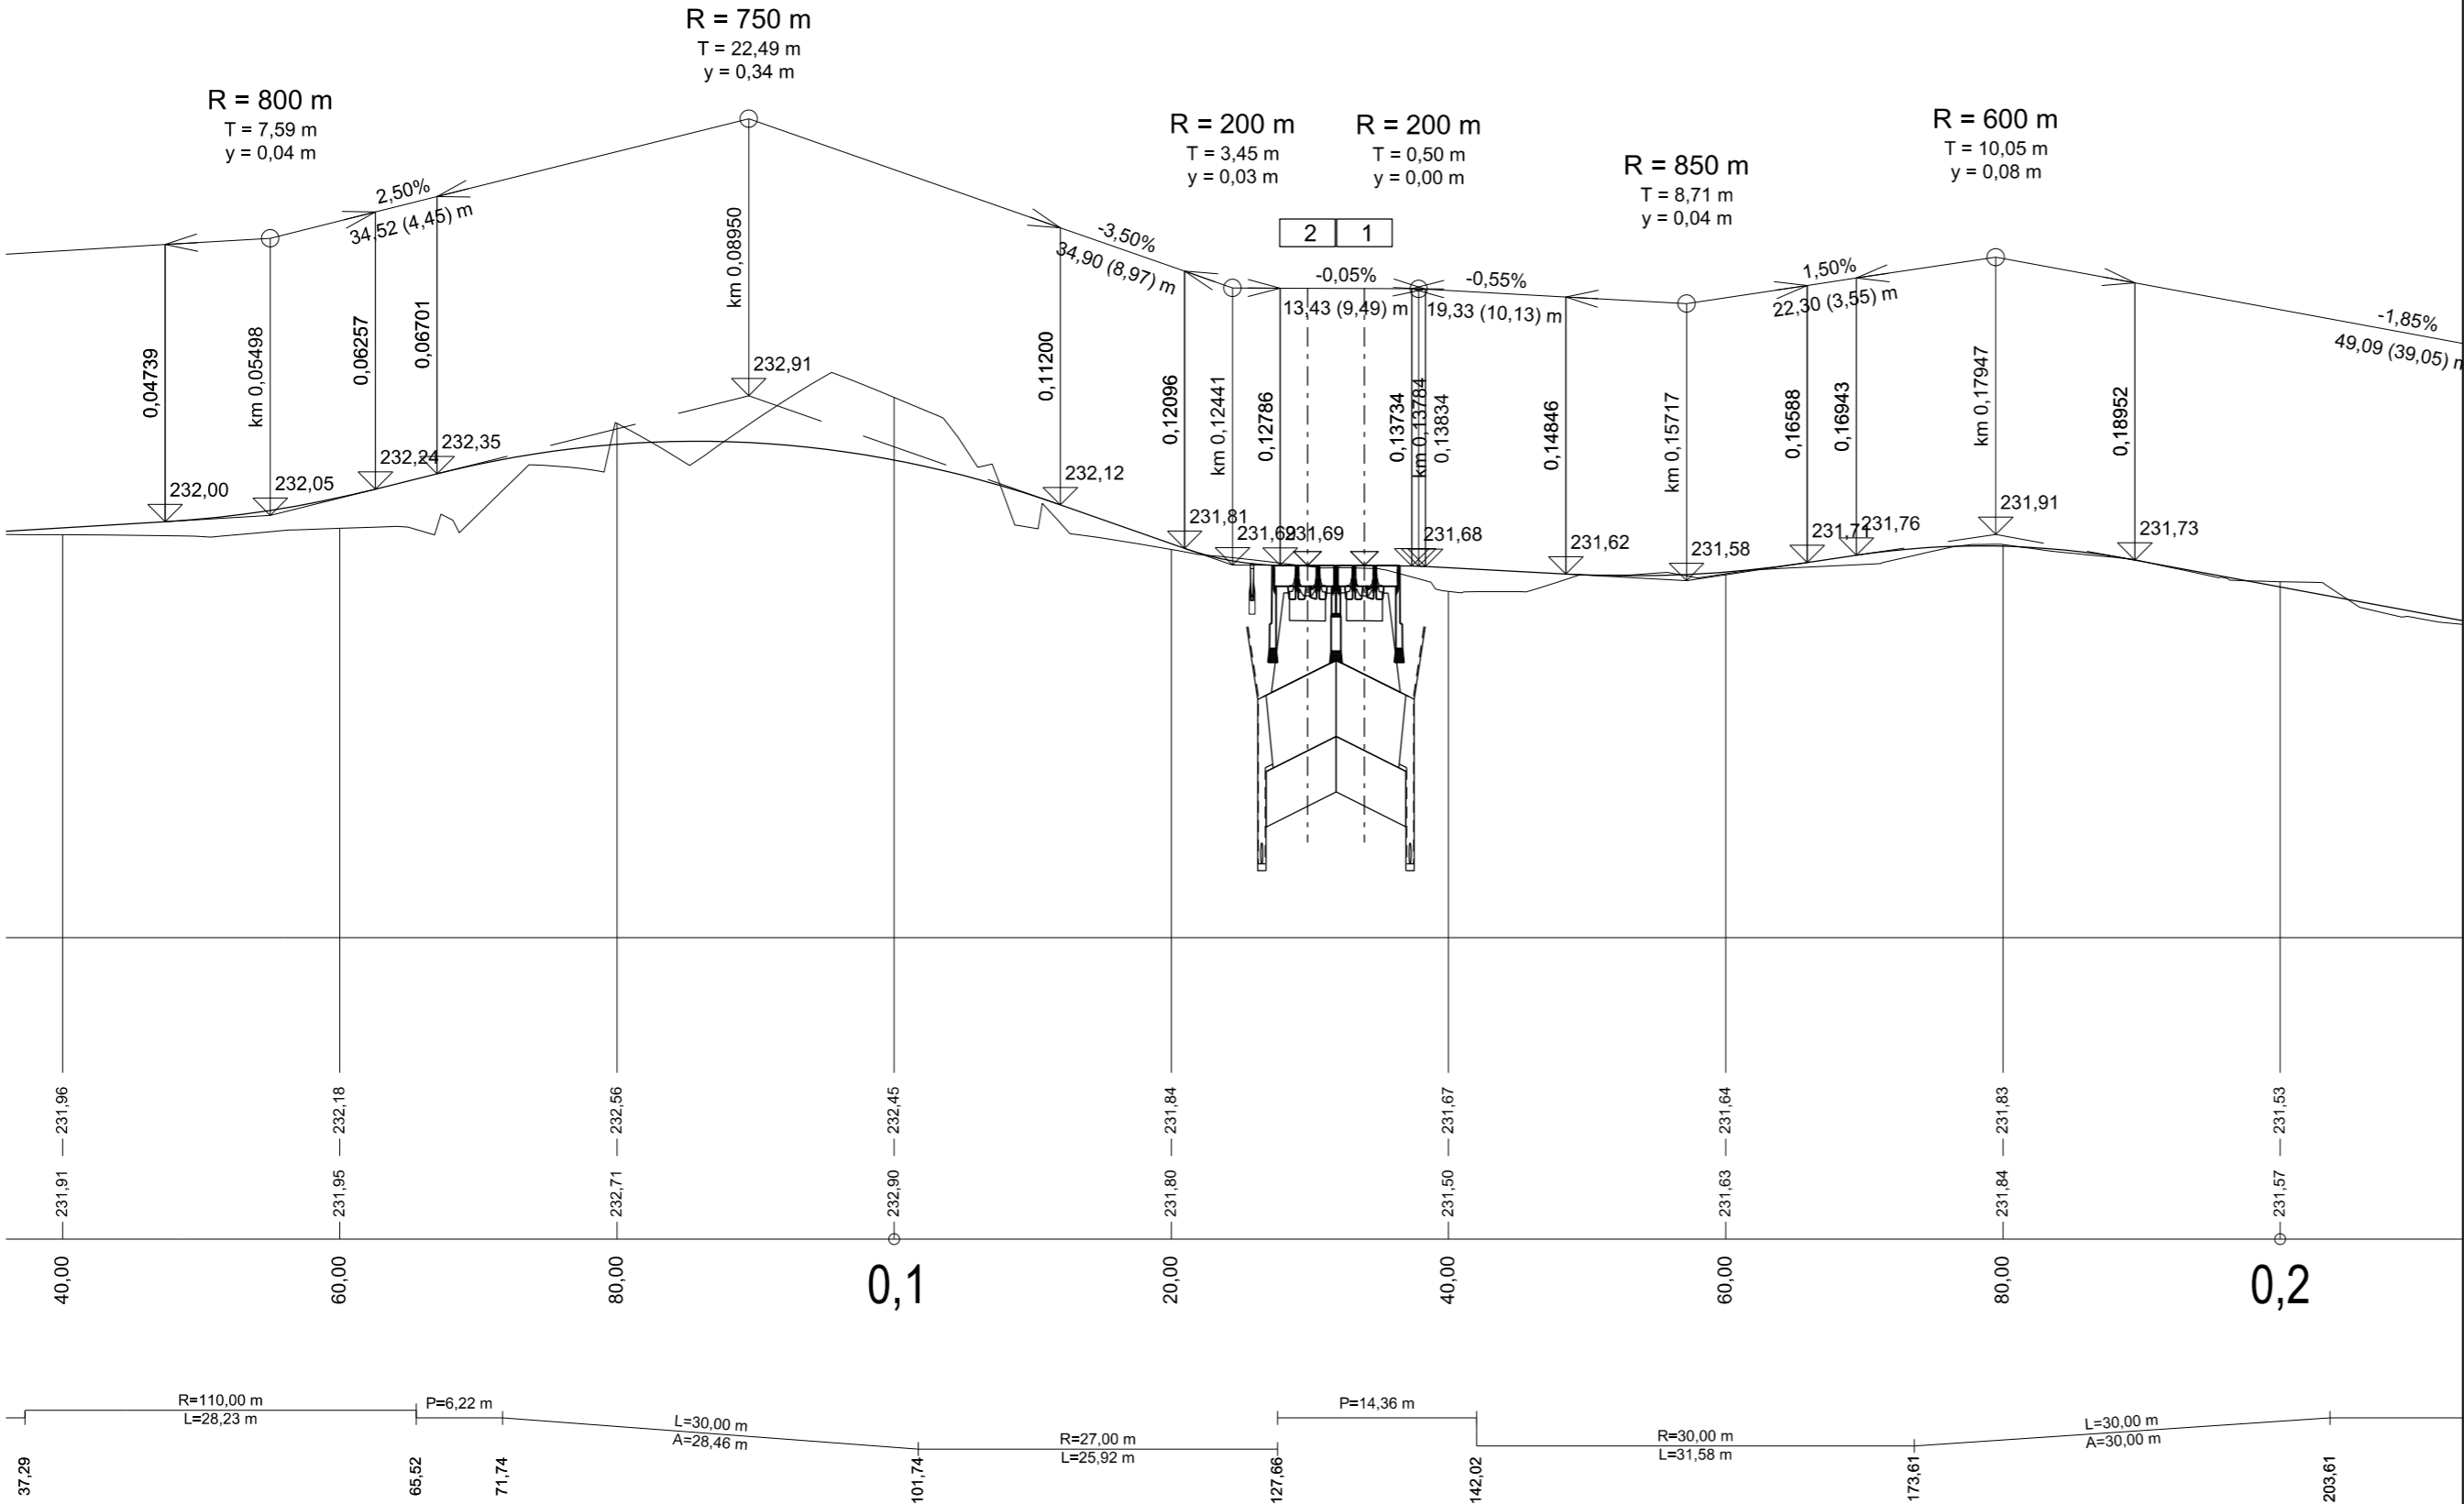 R = 750 m
T = 22,49 m
y = 0,34 m
R = 800 m
T = 7,59 m
y = 0,04 m
R = 200 m
T = 3,45 m
y = 0,03 m
R = 200 m
T = 0,50 m
y = 0,00 m
R = 850 m
T = 8,71 m
y = 0,04 m
R = 600 m
T = 10,05 m
y = 0,08 m
2,50%
34,52 (4,45) m
-3,50%
34,90 (8,97) m
2
1
-0,05%
13,43 (9,49) m
-0,55%
19,33 (10,13) m
1,50%
22,30 (3,55) m
-1,85%
49,09 (39,05) m
0,04739
km 0,05498
0,06257
0,06701
km 0,08950
0,11200
0,12096
km 0,12441
0,12786
0,13734
km 0,13784
0,13834
0,14846
km 0,15717
0,16588
0,16943
km 0,17947
0,18952
232,00
232,05
232,24
232,35
232,91
232,12
231,81
231,69
231,69
231,68
231,62
231,58
231,71
231,76
231,91
231,73
231,96
232,18
232,56
232,45
231,84
231,67
231,64
231,83
231,53
231,91
231,95
232,71
232,90
231,80
231,50
231,63
231,84
231,57
40,00
60,00
80,00
0,1
20,00
40,00
60,00
80,00
0,2
R=110,00 m
L=28,23 m
P=6,22 m
L=30,00 m
A=28,46 m
R=27,00 m
L=25,92 m
P=14,36 m
R=30,00 m
L=31,58 m
L=30,00 m
A=30,00 m
37,29
65,52
71,74
101,74
127,66
142,02
173,61
203,61